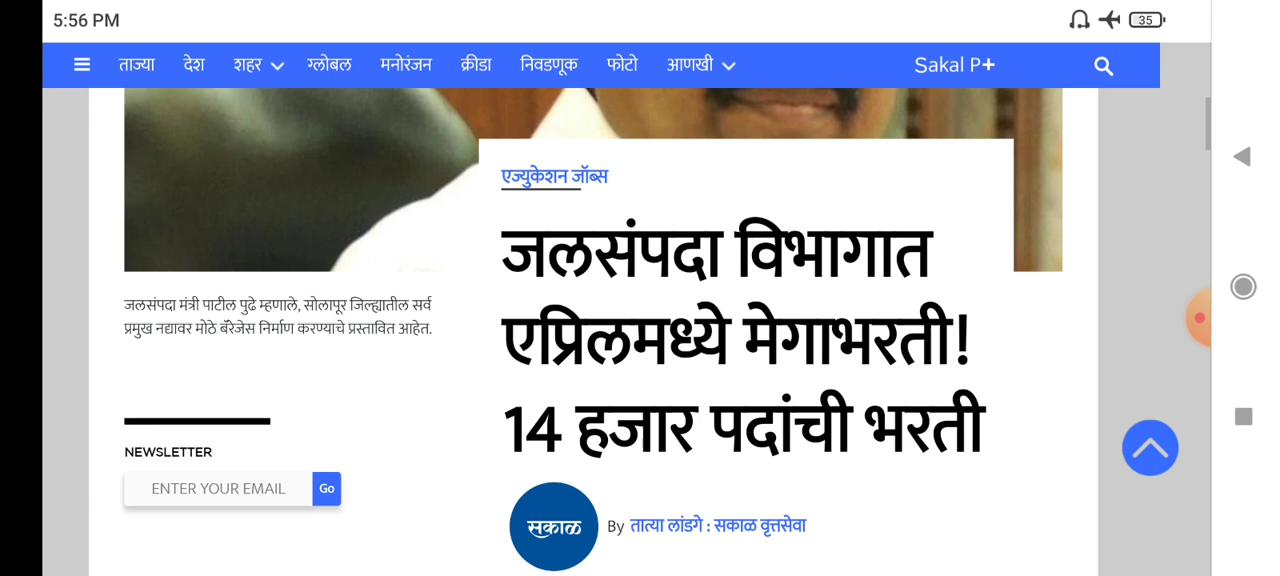 5:56 PM
35
ताज्या देश शहर ग्लोबल मनोरंजन क्रीडा निवडणूक फोटो आणखी Sakal P+
एज्युकेशन जॉब्स
जलसंपदा विभागात
एप्रिलमध्ये मेगाभरती!
14 हजार पदांची भरती
जलसंपदा मंत्री पाटील पुढे म्हणाले, सोलापूर जिल्ह्यातील सर्व
प्रमुख नद्यावर मोठे बॅरेजेस निर्माण करण्याचे प्रस्तावित आहेत.
NEWSLETTER
ENTER YOUR EMAIL Go
सकाळ
By तात्या लांडगे : सकाळ वृत्तसेवा